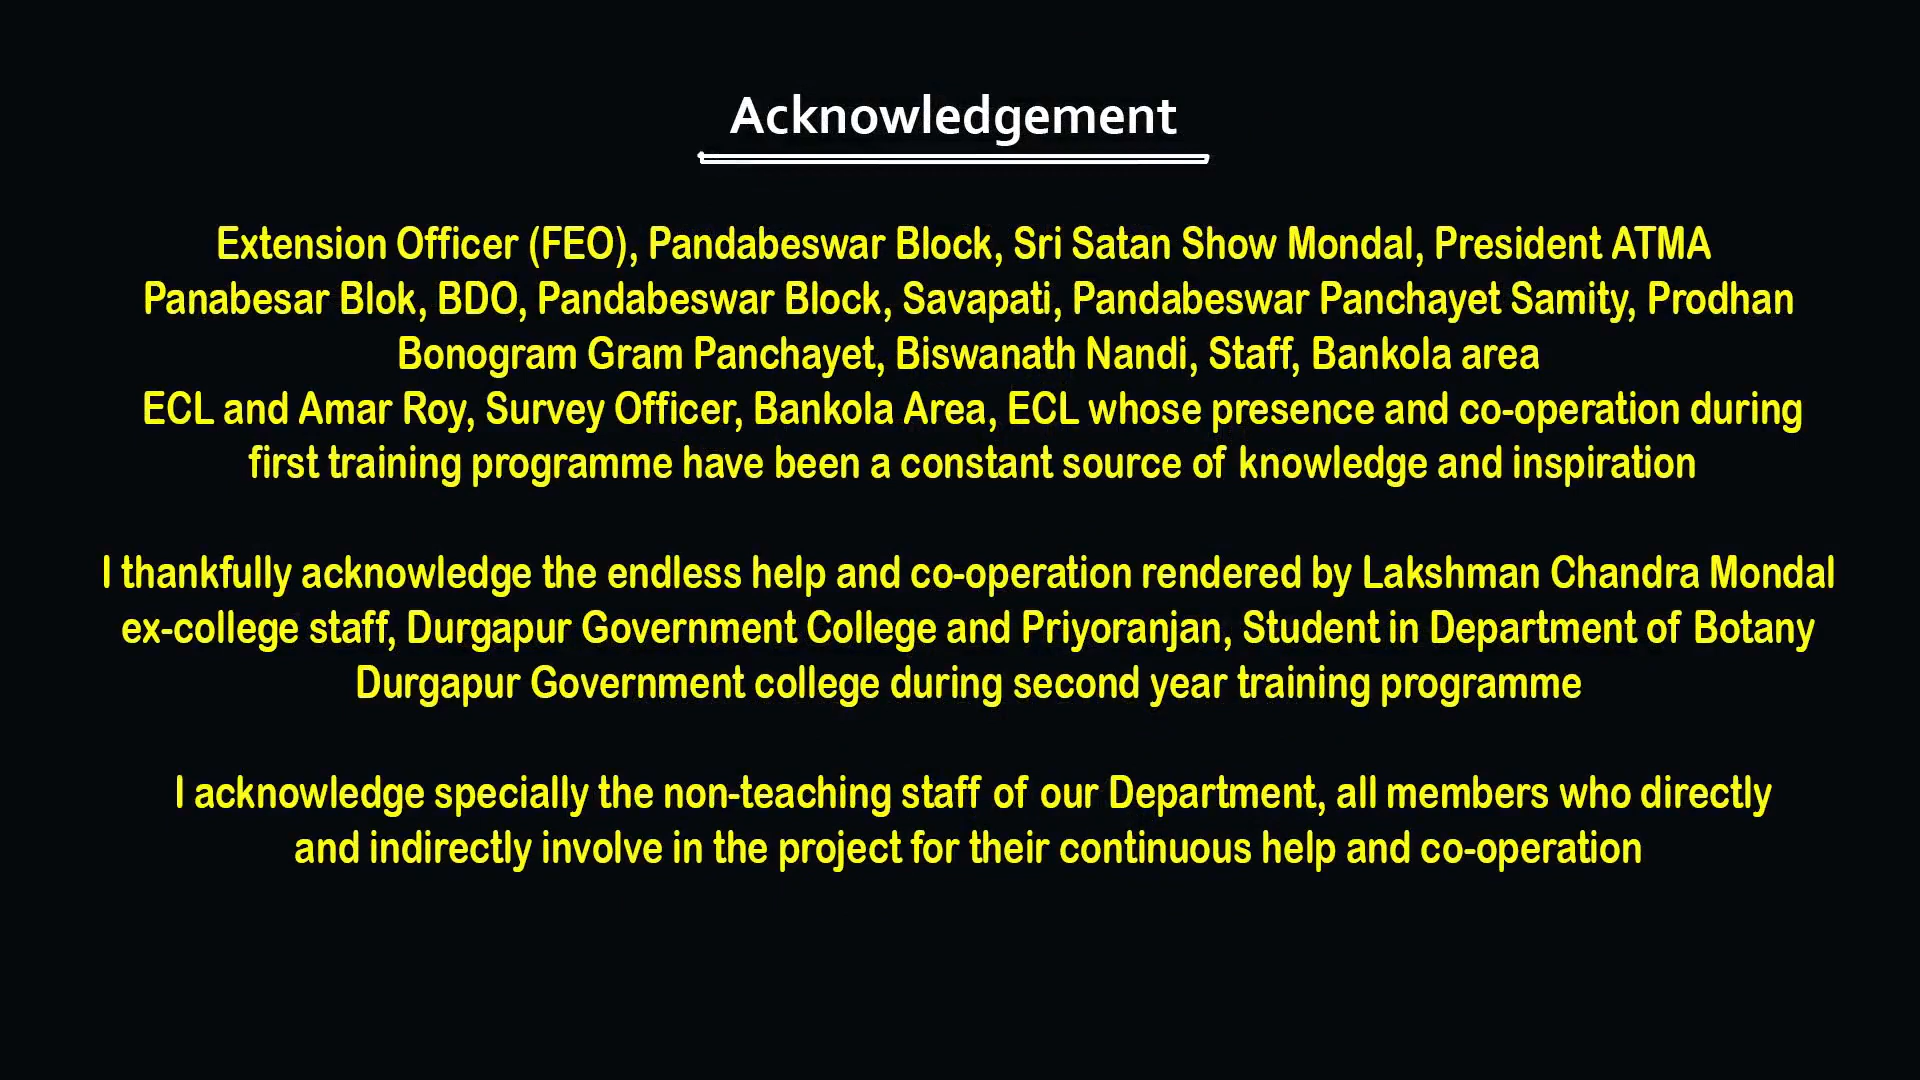 Acknowledgement
Extension Officer (FEO), Pandabeswar Block, Sri Satan Show Mondal, President ATMA
Panabesar Blok, BDO, Pandabeswar Block, Savapati, Pandabeswar Panchayet Samity, Prodhan
Bonogram Gram Panchayet, Biswanath Nandi, Staff, Bankola area
ECL and Amar Roy, Survey Officer, Bankola Area, ECL whose presence and co-operation during
first training programme have been a constant source of knowledge and inspiration
I thankfully acknowledge the endless help and co-operation rendered by Lakshman Chandra Mondal
ex-college staff, Durgapur Government College and Priyoranjan, Student in Department of Botany
Durgapur Government college during second year training programme
I acknowledge specially the non-teaching staff of our Department, all members who directly
and indirectly involve in the project for their continuous help and co-operation